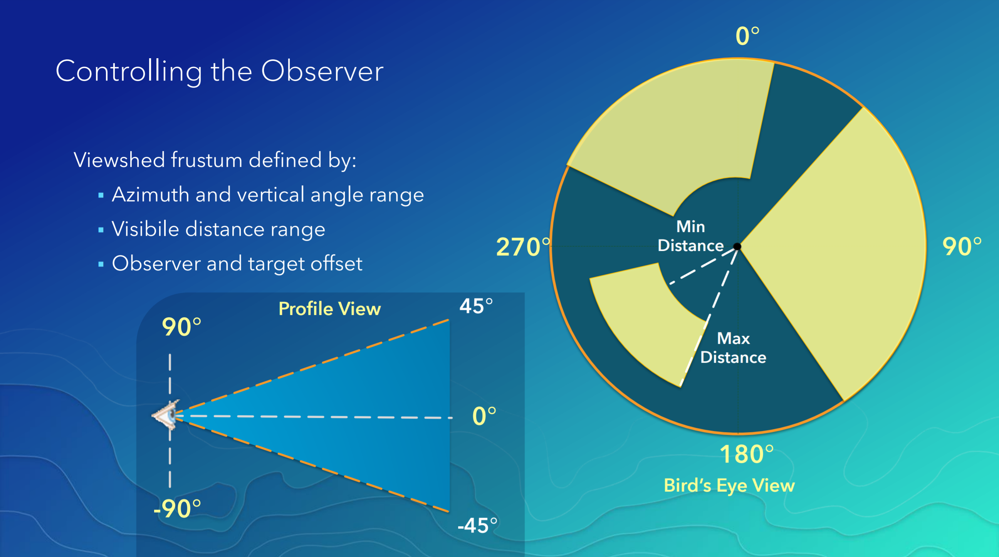 Controlling the Observer
Viewshed frustum defined by:
▪ Azimuth and vertical angle range
▪ Visibile distance range
▪ Observer and target offset
Profile View
90°
45°
0°
-90°
-45°
0°
270°
90°
Min
Distance
Max
Distance
180°
Bird’s Eye View